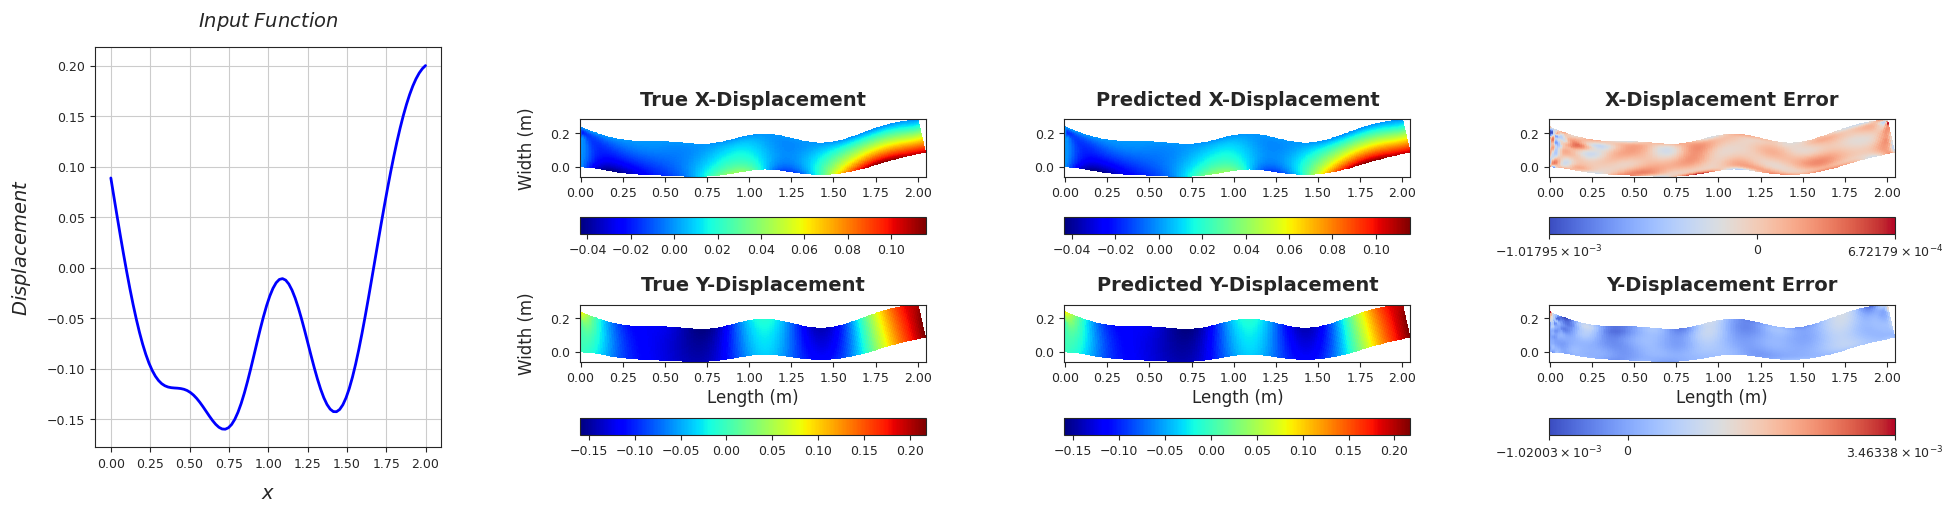 Input Function
Displacement
0.20
0.15
0.10
0.05
0.00
−0.05
−0.10
−0.15
0.00 0.25 0.50 0.75 1.00 1.25 1.50 1.75 2.00
x
True X-Displacement
Width (m)
0.2
0.0
0.00 0.25 0.50 0.75 1.00 1.25 1.50 1.75 2.00
−0.04 −0.02 0.00 0.02 0.04 0.06 0.08 0.10
Predicted X-Displacement
0.2
0.0
0.00 0.25 0.50 0.75 1.00 1.25 1.50 1.75 2.00
−0.04 −0.02 0.00 0.02 0.04 0.06 0.08 0.10
X-Displacement Error
0.2
0.0
0.00 0.25 0.50 0.75 1.00 1.25 1.50 1.75 2.00
−1.01795 × 10⁻³ 0 6.72179 × 10⁻⁴
True Y-Displacement
Width (m)
0.2
0.0
0.00 0.25 0.50 0.75 1.00 1.25 1.50 1.75 2.00
Length (m)
−0.15 −0.10 −0.05 0.00 0.05 0.10 0.15 0.20
Predicted Y-Displacement
0.2
0.0
0.00 0.25 0.50 0.75 1.00 1.25 1.50 1.75 2.00
Length (m)
−0.15 −0.10 −0.05 0.00 0.05 0.10 0.15 0.20
Y-Displacement Error
0.2
0.0
0.00 0.25 0.50 0.75 1.00 1.25 1.50 1.75 2.00
Length (m)
−1.02003 × 10⁻³ 0 3.46338 × 10⁻³